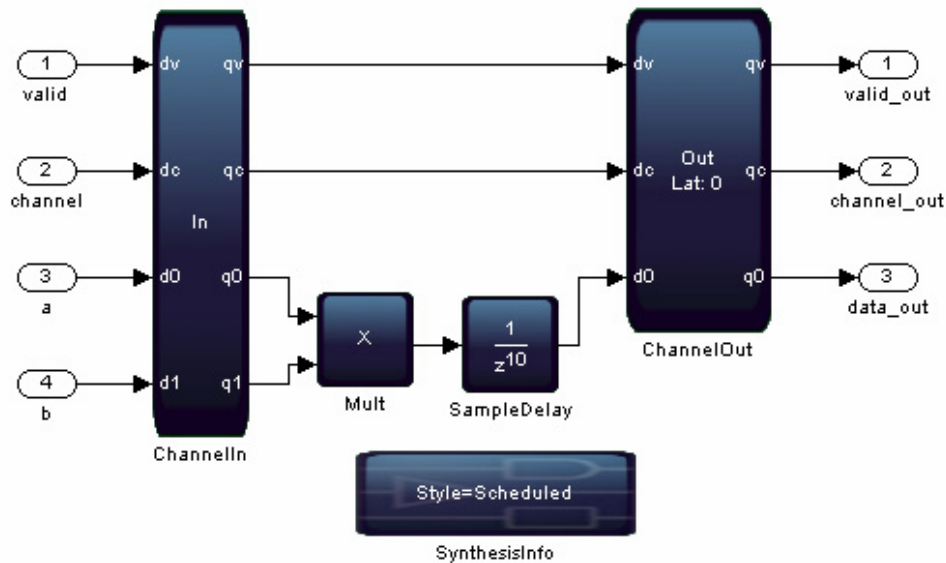 1
valid
2
channel
3
a
4
b
dv qv
dc qc
In
d0 q0
d1 q1
ChannelIn
X
Mult
1
z10
SampleDelay
dv qv
Out
Lat: 0
dc qc
d0 q0
ChannelOut
1
valid_out
2
channel_out
3
data_out
Style=Scheduled
SynthesisInfo